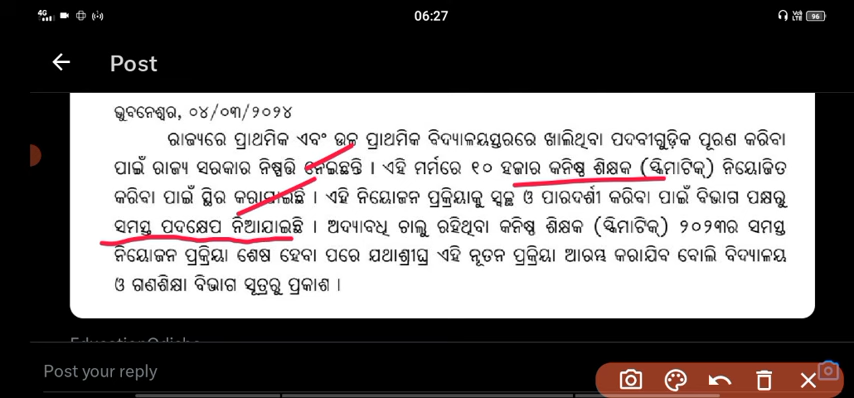 4G 06:27 VoLTE 96
Post
ଭୁବନେଶ୍ୱର, ୦୪/୦୩/୨୦୨୪
ରାଜ୍ୟରେ ପ୍ରାଥମିକ ଏବଂ ଉଚ୍ଚ ପ୍ରାଥମିକ ବିଦ୍ୟାଳୟସ୍ତରରେ ଖାଲିଥିବା ପଦବୀଗୁଡ଼ିକ ପୂରଣ କରିବା
ପାଇଁ ରାଜ୍ୟ ସରକାର ନିଷ୍ପତ୍ତି ନେଇଛନ୍ତି । ଏହି ମର୍ମରେ ୧୦ ହଜାର କନିଷ୍ଠ ଶିକ୍ଷକ (ସ୍କିମାଟିକ୍) ନିୟୋଜିତ
କରିବା ପାଇଁ ସ୍ଥିର କରାଯାଇଛି । ଏହି ନିୟୋଜନ ପ୍ରକ୍ରିୟାକୁ ସ୍ୱଚ୍ଛ ଓ ପାରଦର୍ଶୀ କରିବା ପାଇଁ ବିଭାଗ ପକ୍ଷରୁ
ସମସ୍ତ ପଦକ୍ଷେପ ନିଆଯାଇଛି । ଅଦ୍ୟାବଧି ଚାଲୁ ରହିଥିବା କନିଷ୍ଠ ଶିକ୍ଷକ (ସ୍କିମାଟିକ୍) ୨୦୨୩ର ସମସ୍ତ
ନିୟୋଜନ ପ୍ରକ୍ରିୟା ଶେଷ ହେବା ପରେ ଯଥାଶୀଘ୍ର ଏହି ନୂତନ ପ୍ରକ୍ରିୟା ଆରମ୍ଭ କରାଯିବ ବୋଲି ବିଦ୍ୟାଳୟ
ଓ ଗଣଶିକ୍ଷା ବିଭାଗ ସୂତ୍ରରୁ ପ୍ରକାଶ ।
Post your reply